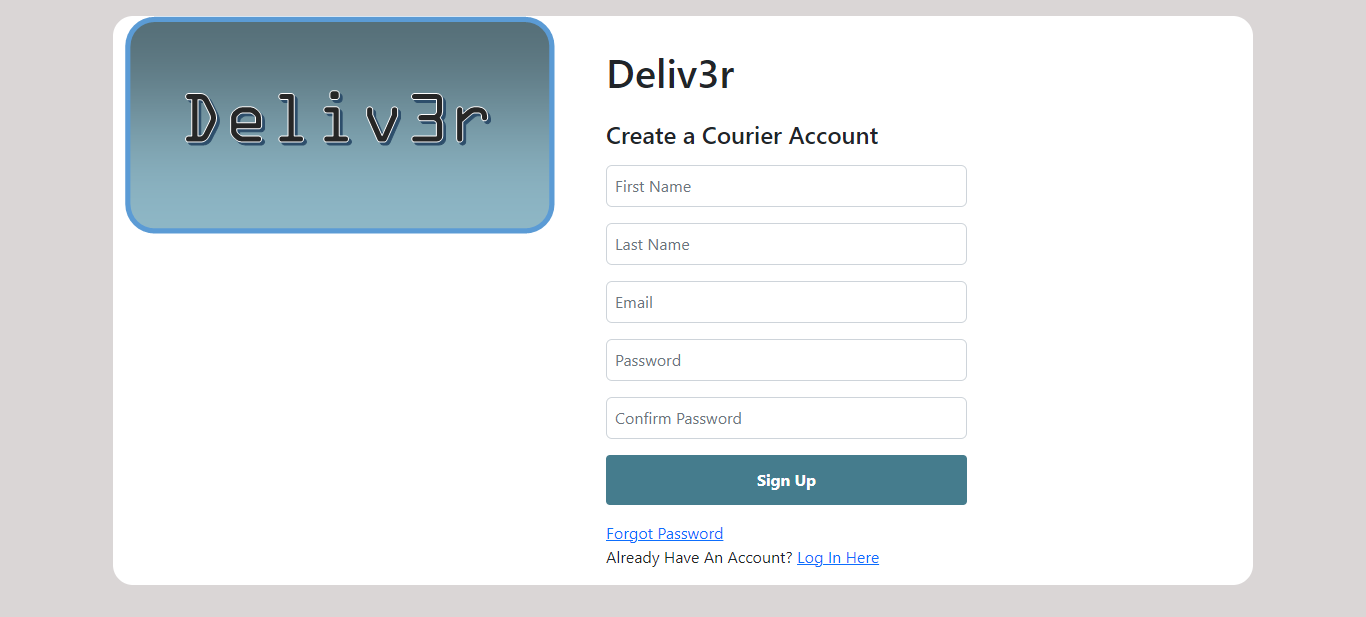 Deliv3r
Deliv3r
Create a Courier Account
First Name
Last Name
Email
Password
Confirm Password
Sign Up
Forgot Password
Already Have An Account? Log In Here